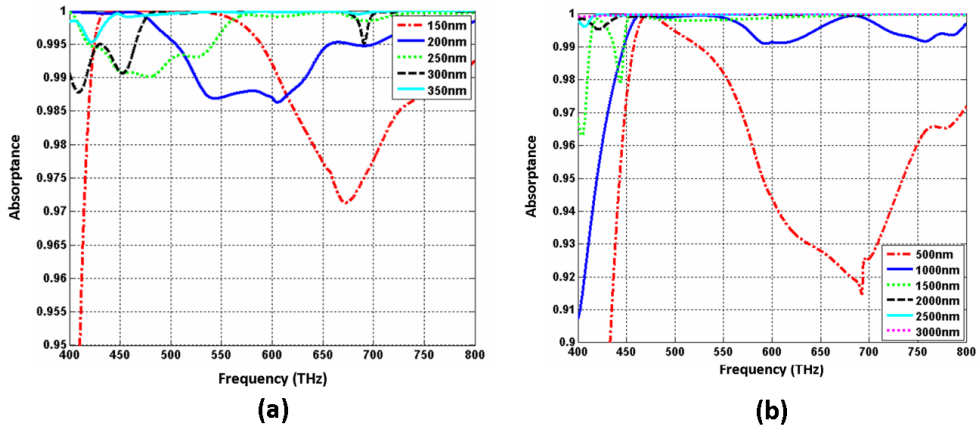 1
0.995
0.99
0.985
0.98
0.975
0.97
0.965
0.96
0.955
0.95
Absorptance
400
450
500
550
600
650
700
750
800
Frequency (THz)
150nm
200nm
250nm
300nm
350nm
(a)
1
0.99
0.98
0.97
0.96
0.95
0.94
0.93
0.92
0.91
0.9
Absorptance
400
450
500
550
600
650
700
750
800
Frequency (THz)
500nm
1000nm
1500nm
2000nm
2500nm
3000nm
(b)